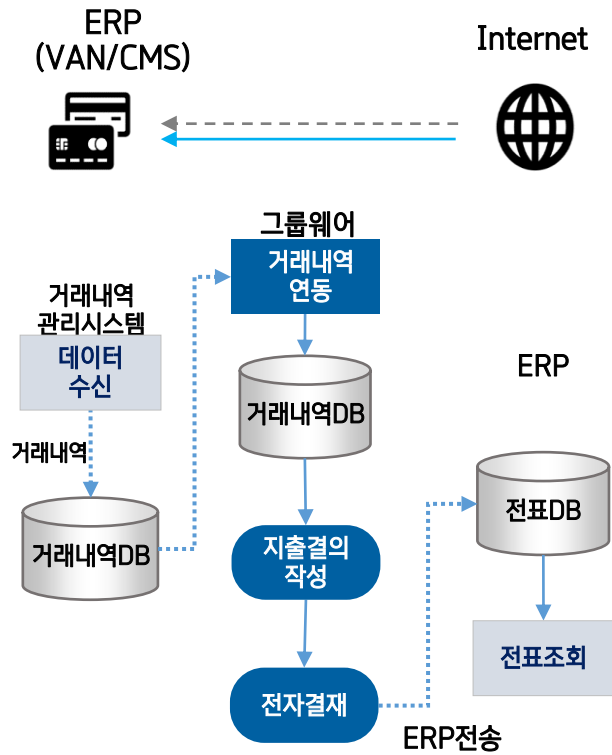 ERP
(VAN/CMS)
Internet
그룹웨어
거래내역
연동
거래내역
관리시스템
데이터
수신
거래내역
거래내역DB
거래내역DB
지출결의
작성
전자결재
ERP전송
ERP
전표DB
전표조회